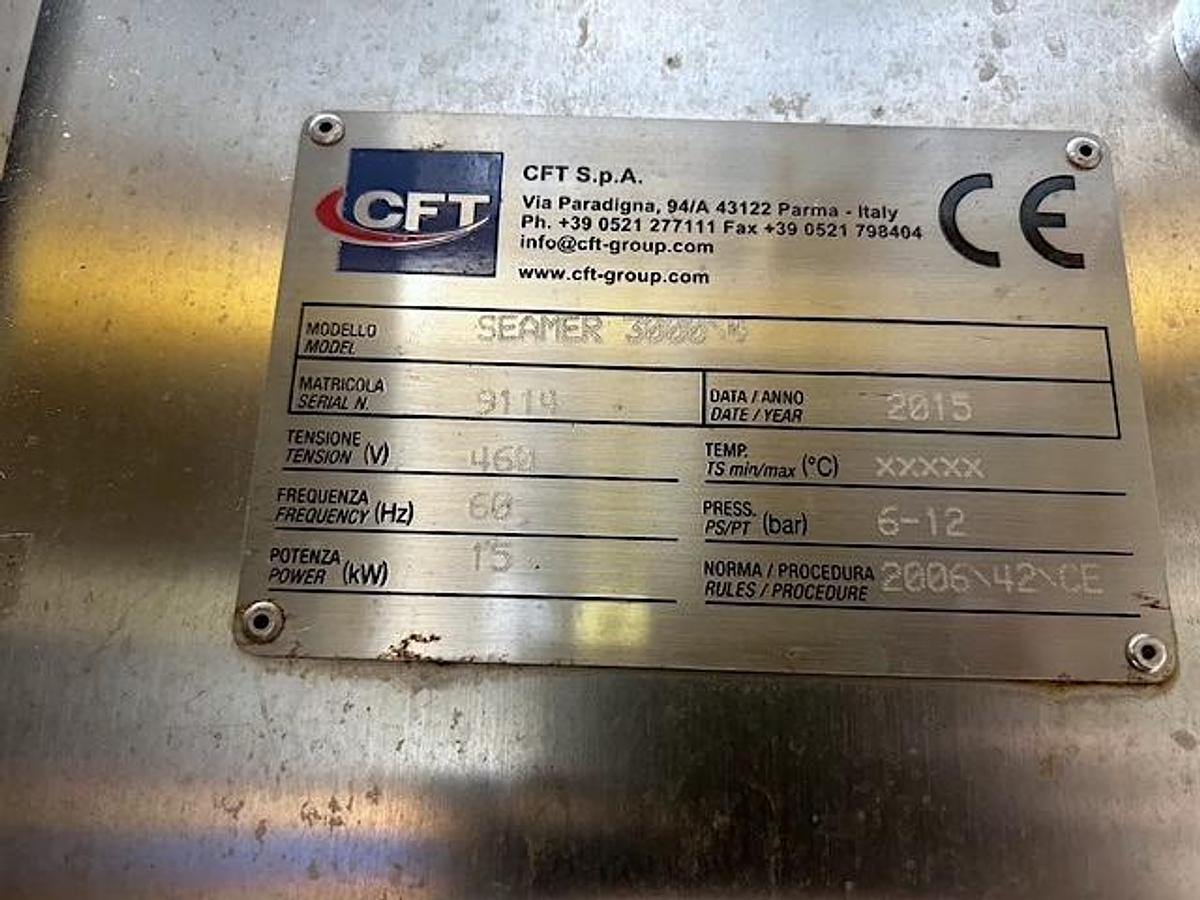 CFT
CFT S.p.A.
Via Paradigna, 94/A 43122 Parma - Italy
Ph. +39 0521 277111 Fax +39 0521 798404
info@cft-group.com
www.cft-group.com
CE
MODELLO SEAMER 3000\M
MODEL
MATRICOLA 9114
SERIAL N.
DATA / ANNO 2015
DATE / YEAR
TENSIONE 460
TENSION (V)
TEMP. xxxxx
TS min/max (°C)
FREQUENZA 60
FREQUENCY (Hz)
PRESS. 6-12
PS/PT (bar)
POTENZA 15
POWER (kW)
NORMA / PROCEDURA 2006\42\CE
RULES / PROCEDURE